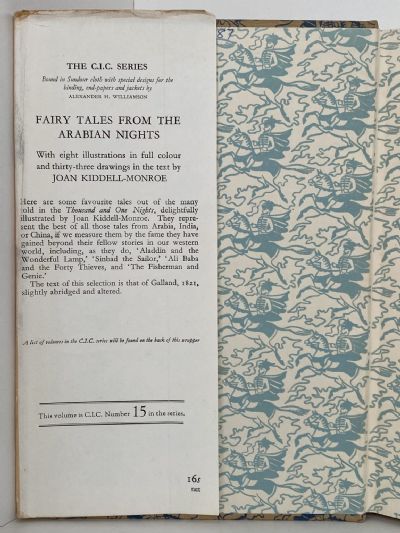 THE C.I.C. SERIES
Bound in Sundour cloth with special designs for the
binding, end-papers and jackets by
ALEXANDER H. WILLIAMSON
FAIRY TALES FROM THE
ARABIAN NIGHTS
With eight illustrations in full colour
and thirty-three drawings in the text by
JOAN KIDDELL-MONROE
Here are some favourite tales out of the many
told in the Thousand and One Nights, delightfully
illustrated by Joan Kiddell-Monroe. They repre-
sent the best of all those tales from Arabia, India,
or China, if we measure them by the fame they have
gained beyond their fellow stories in our western
world, including, as they do, ‘Aladdin and the
Wonderful Lamp,’ ‘Sinbad the Sailor,’ ‘Ali Baba
and the Forty Thieves, and ‘The Fisherman and
Genie.’
The text of this selection is that of Galland, 1821,
slightly abridged and altered.
A list of volumes in the C.I.C. series will be found on the back of this wrapper
This volume is C.I.C. Number 15 in the series.
16s
net